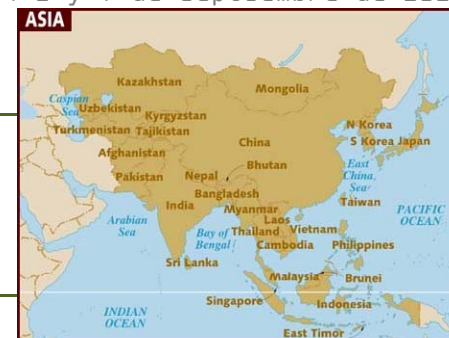 ASIA
Kazakhstan
Mongolia
Caspian
Sea
Uzbekistan
Kyrgyzstan
Turkmenistan
Tajikistan
N Korea
S Korea
Japan
China
Afghanistan
Bhutan
East
China
Sea
Pakistan
Nepal
Bangladesh
Taiwan
India
Myanmar
PACIFIC
OCEAN
Arabian
Sea
Laos
Bay of
Bengal
Thailand
Vietnam
Cambodia
Philippines
Sri Lanka
Malaysia
Brunei
Singapore
Indonesia
INDIAN
OCEAN
East Timor